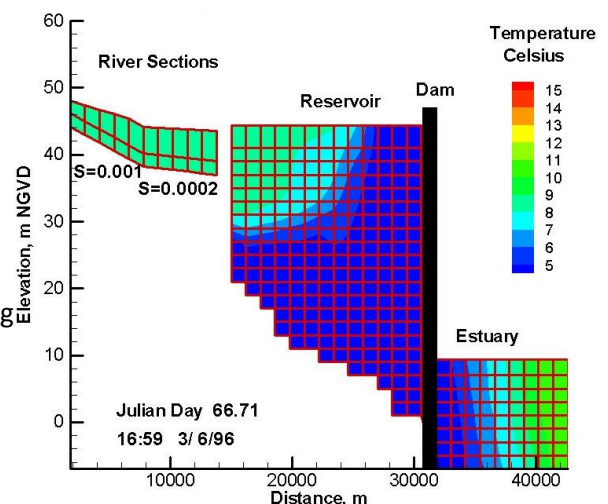 60
50
40
30
20
10
0
Elevation, m NGVD
g
River Sections
S=0.001
S=0.0002
Reservoir
Dam
Estuary
Temperature
Celsius
15
14
13
12
11
10
9
8
7
6
5
Julian Day 66.71
16:59 3/ 6/96
10000 20000 30000 40000
Distance, m